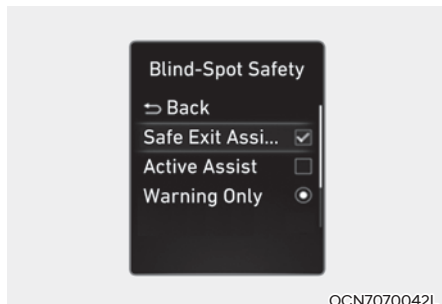 Blind-Spot Safety
Back
Safe Exit Assi...
Active Assist
Warning Only
OCN7070042L